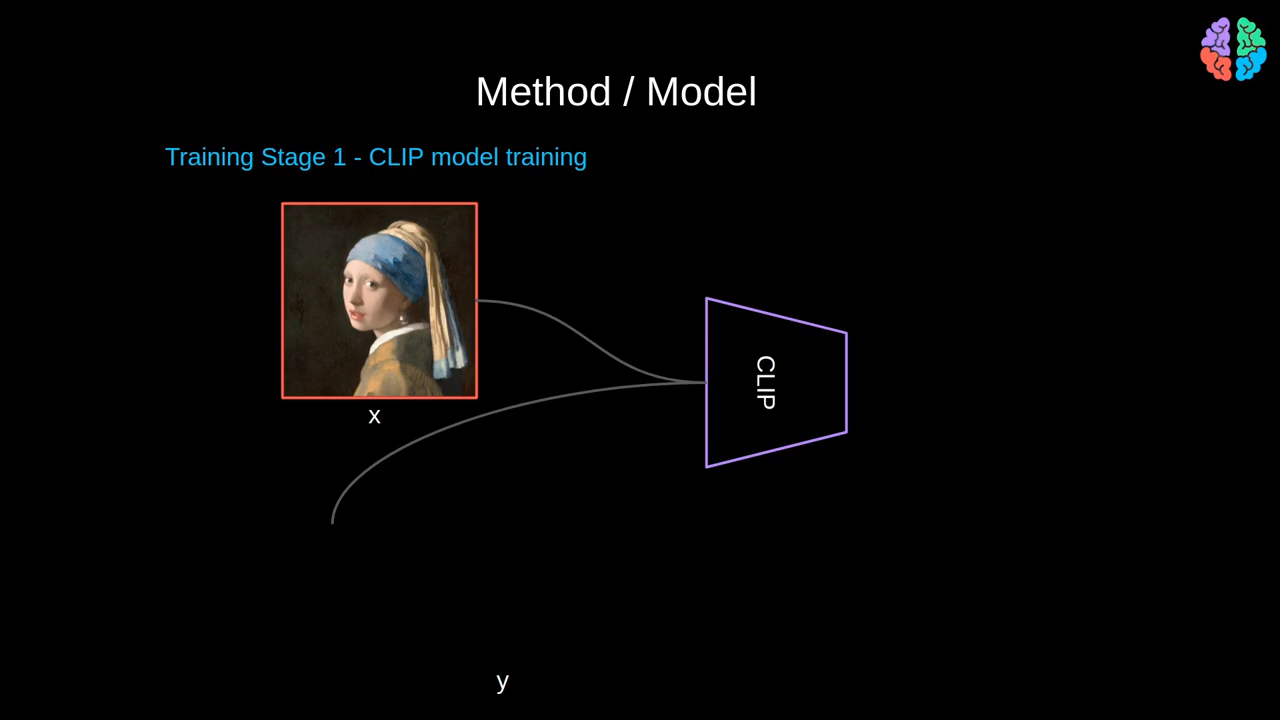 Method / Model
Training Stage 1 - CLIP model training
x
CLIP
y